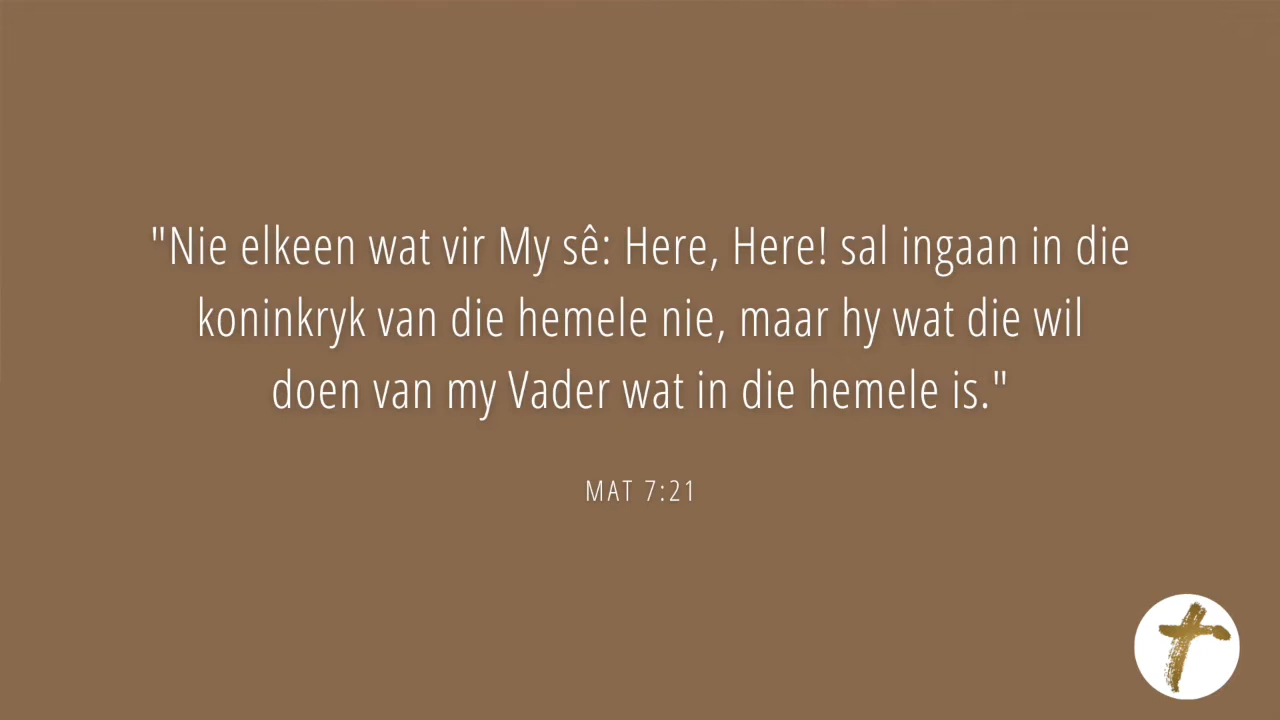 "Nie elkeen wat vir My sê: Here, Here! sal ingaan in die
koninkryk van die hemele nie, maar hy wat die wil
doen van my Vader wat in die hemele is."
MAT 7:21